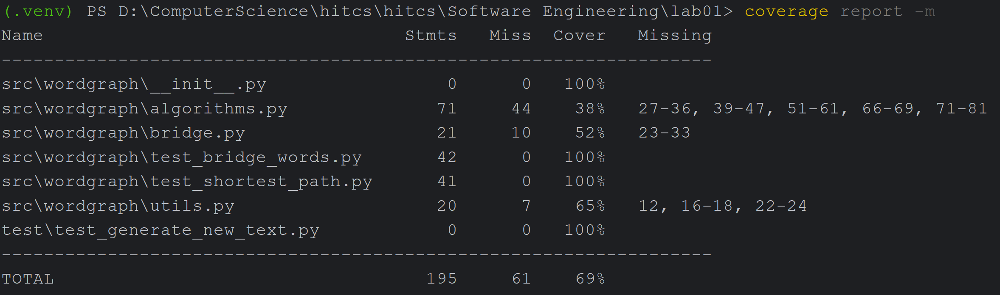 (.venv) PS D:\ComputerScience\hitcs\hitcs\Software Engineering\lab01> coverage report -m
Name                                  Stmts   Miss  Cover   Missing
-------------------------------------------------------------------
src\wordgraph\__init__.py                 0      0   100%
src\wordgraph\algorithms.py              71     44    38%   27-36, 39-47, 51-61, 66-69, 71-81
src\wordgraph\bridge.py                  21     10    52%   23-33
src\wordgraph\test_bridge_words.py       42      0   100%
src\wordgraph\test_shortest_path.py      41      0   100%
src\wordgraph\utils.py                   20      7    65%   12, 16-18, 22-24
test\test_generate_new_text.py            0      0   100%
-------------------------------------------------------------------
TOTAL                                   195     61    69%